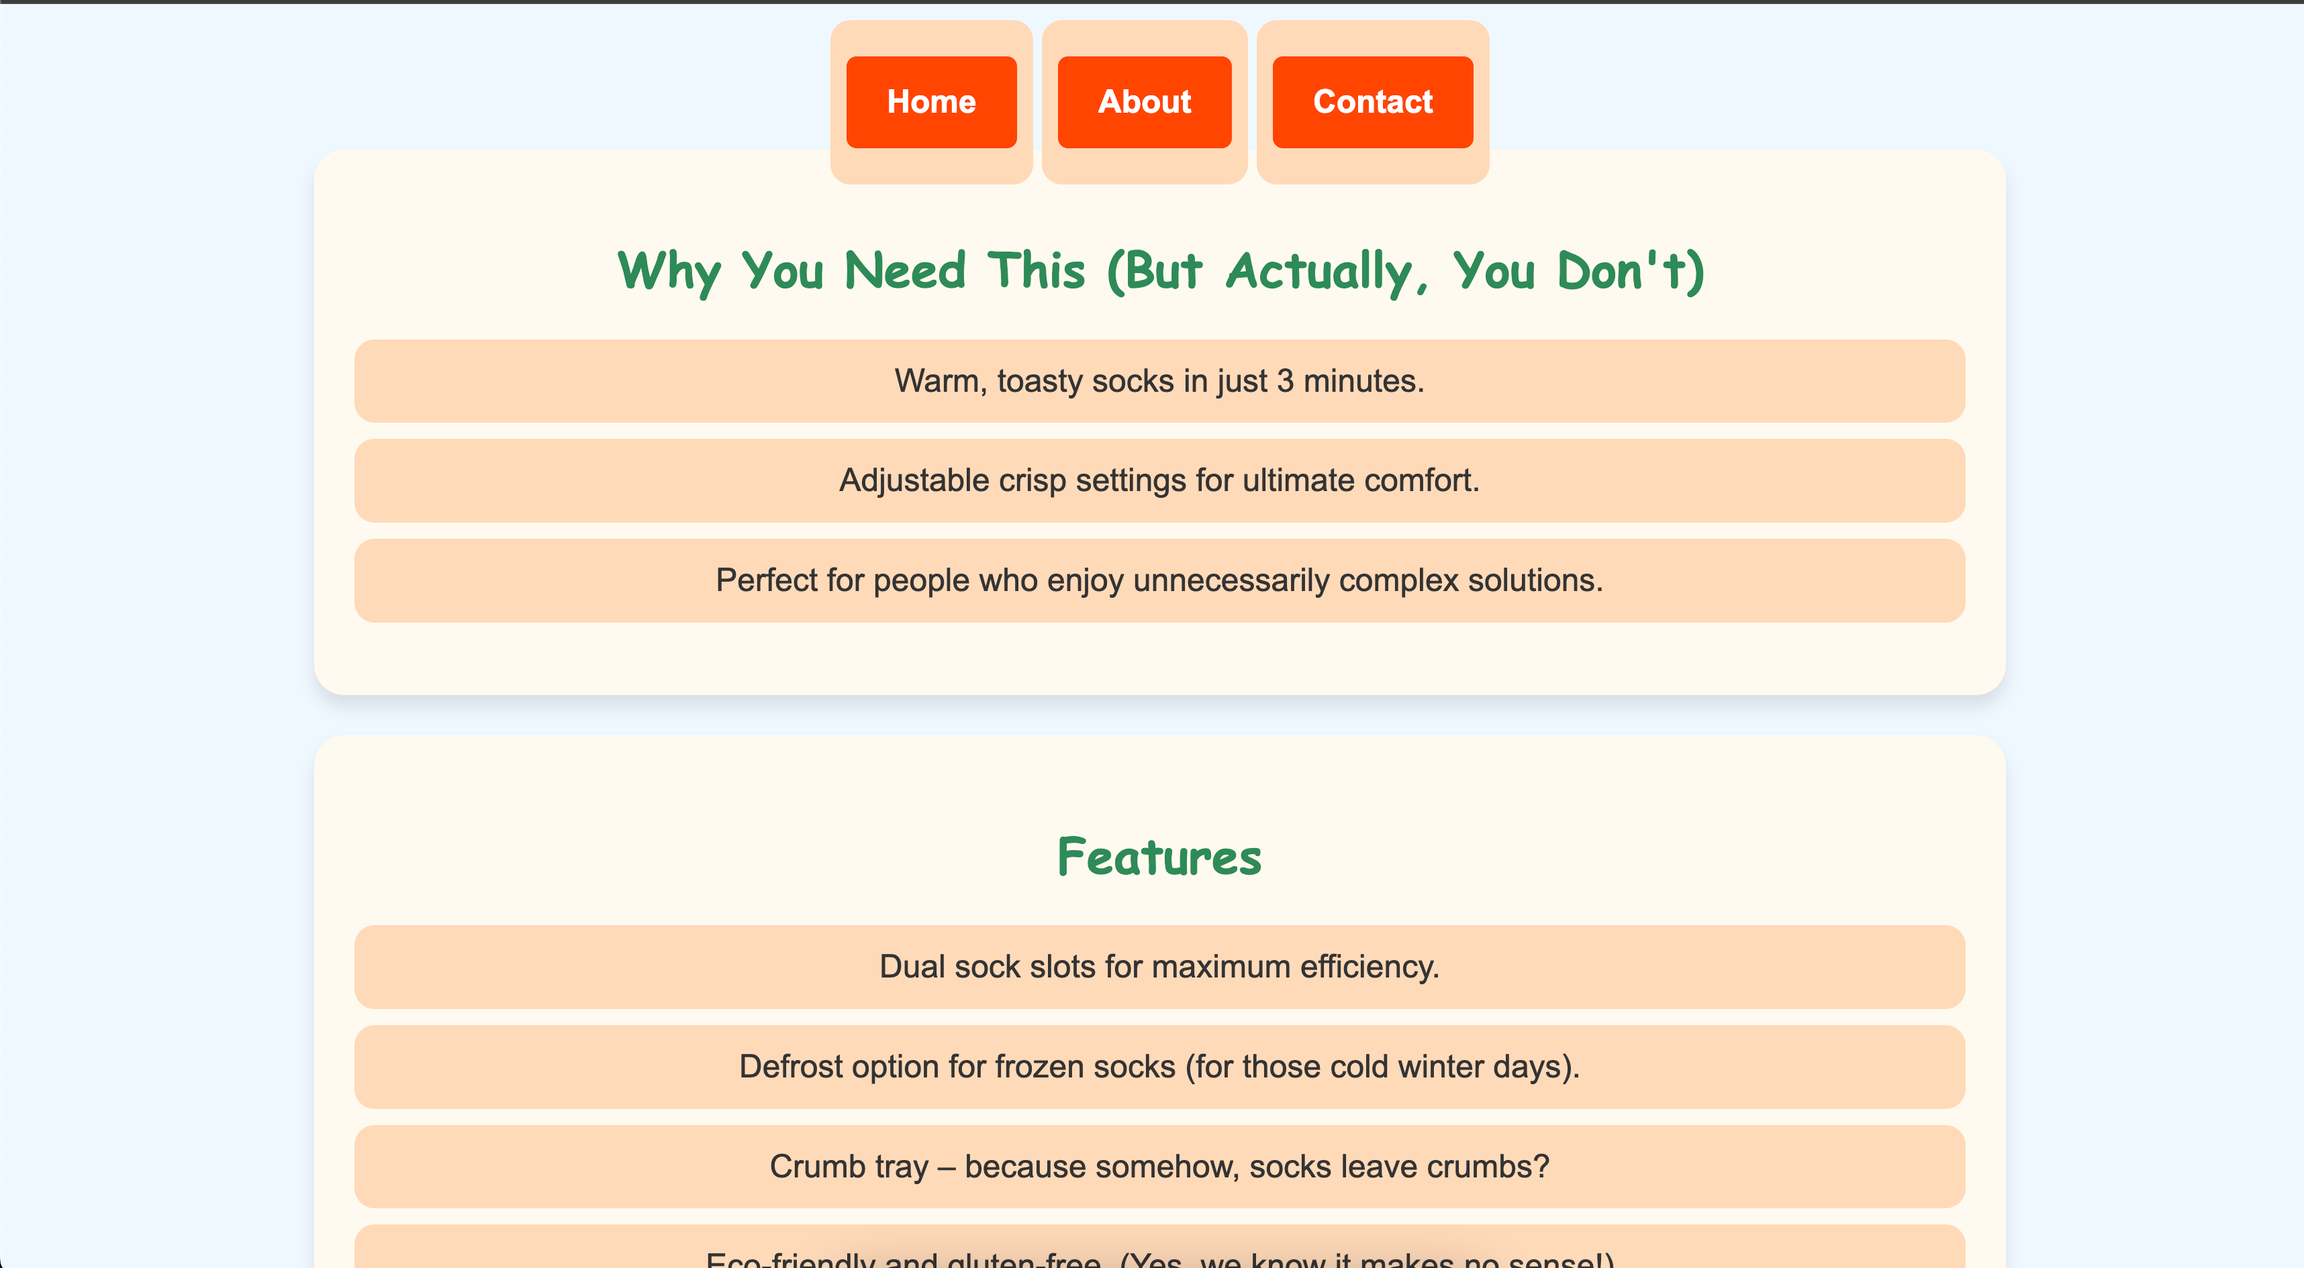 Home About Contact
Why You Need This (But Actually, You Don't)
Warm, toasty socks in just 3 minutes.
Adjustable crisp settings for ultimate comfort.
Perfect for people who enjoy unnecessarily complex solutions.
Features
Dual sock slots for maximum efficiency.
Defrost option for frozen socks (for those cold winter days).
Crumb tray – because somehow, socks leave crumbs?
Eco-friendly and gluten-free. (Yes, we know it makes no sense!)